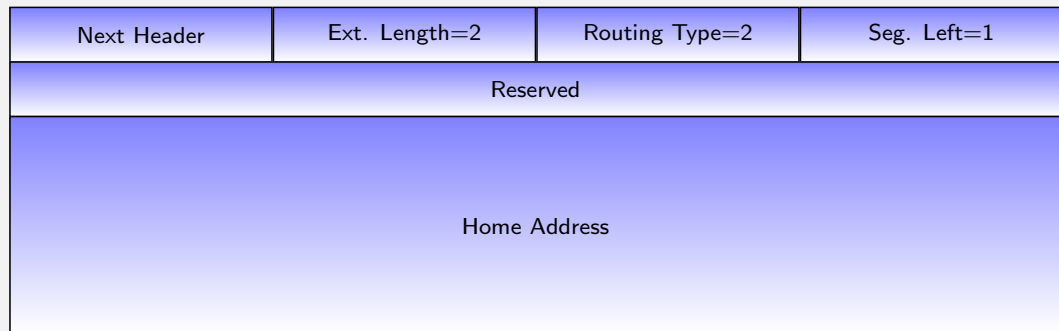 Next Header Ext. Length=2 Routing Type=2 Seg. Left=1
Reserved
Home Address